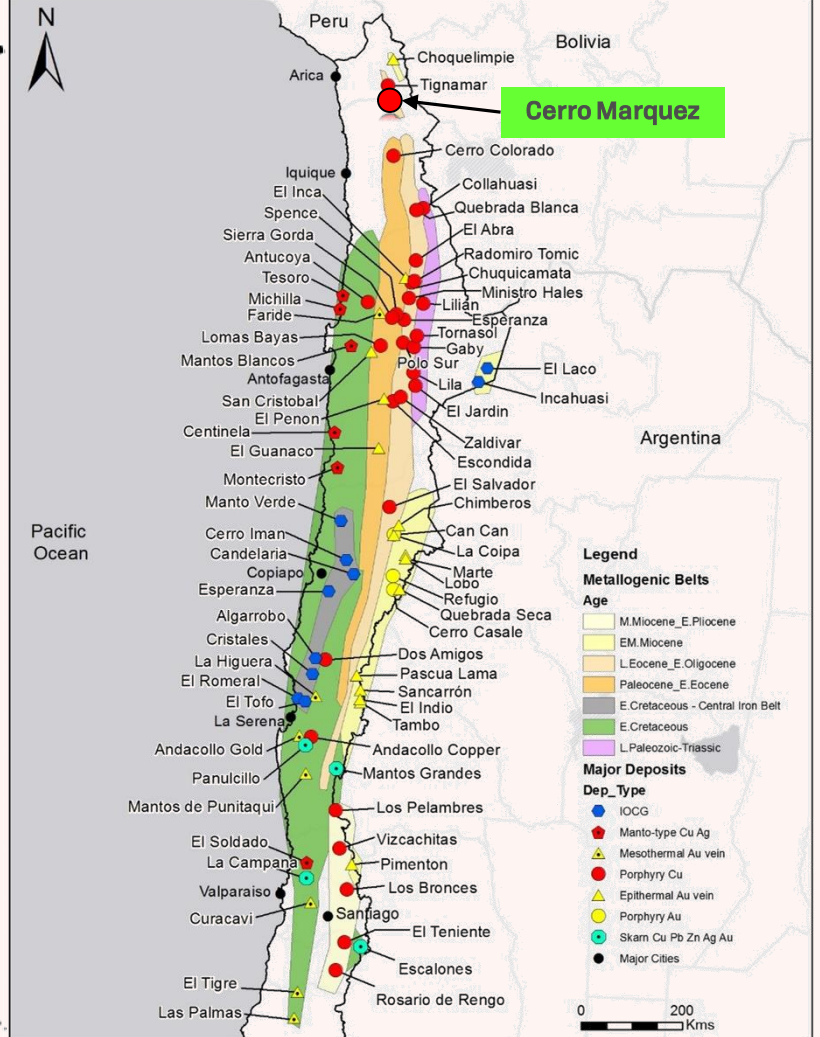 N
Peru
Bolivia
Choquelimpie
Arica
Tignamar
Cerro Marquez
Cerro Colorado
Iquique
Collahuasi
El Inca
Quebrada Blanca
Spence
El Abra
Sierra Gorda
Radomiro Tomic
Antucoya
Chuquicamata
Tesoro
Ministro Hales
Michilla
Lilian
Faride
Esperanza
Lomas Bayas
Tornasol
Gaby
Mantos Blancos
Polo Sur
El Laco
Antofagasta
Lila
Incahuasi
San Cristobal
El Jardin
El Penon
Centinela
Zaldivar
Argentina
El Guanaco
Escondida
Montecristo
El Salvador
Manto Verde
Chimberos
Pacific
Ocean
Cerro Iman
Can Can
Candelaria
La Coipa
Copiapo
Marte
Lobo
Esperanza
Refugio
Quebrada Seca
Algarrobo
Cerro Casale
Cristales
Dos Amigos
La Higuera
Pascua Lama
El Romeral
Sancarrón
El Tofo
El Indio
La Serena
Tambo
Andacollo Gold
Andacollo Copper
Panulcillo
Mantos Grandes
Mantos de Punitaqui
Los Pelambres
El Soldado
Vizcachitas
La Campana
Pimenton
Valparaiso
Los Bronces
Curacavi
Santiago
El Teniente
Escalones
El Tigre
Rosario de Rengo
Las Palmas
Legend
Metallogenic Belts
Age
M.Miocene_E.Pliocene
EM.Miocene
L.Eocene_E.Oligocene
Paleocene_E.Eocene
E.Cretaceous - Central Iron Belt
E.Cretaceous
L.Paleozoic-Triassic
Major Deposits
Dep_Type
IOCG
Manto-type Cu Ag
Mesothermal Au vein
Porphyry Cu
Epithermal Au vein
Porphyry Au
Skarn Cu Pb Zn Ag Au
Major Cities
0 200
Kms